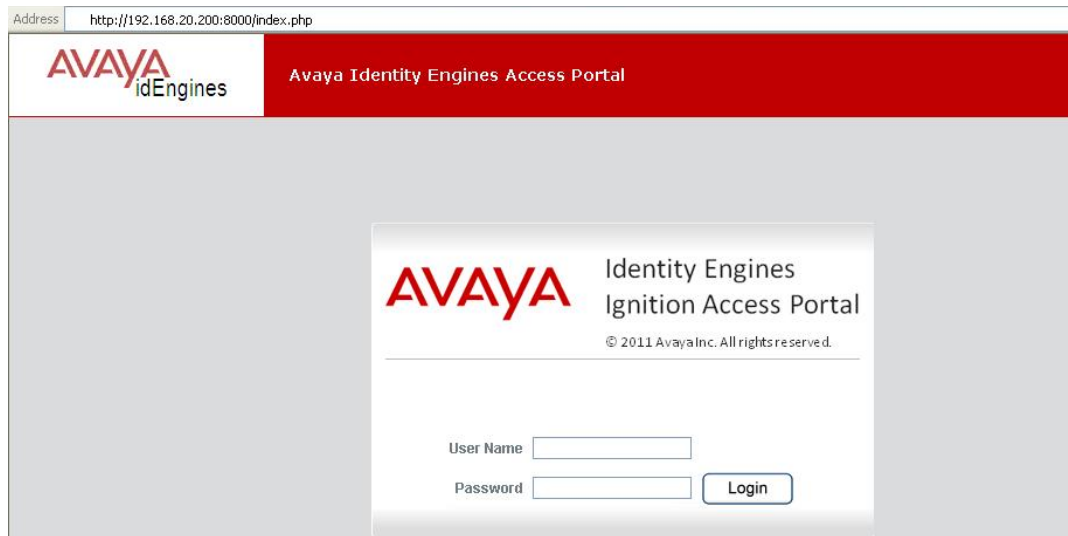 Address http://192.168.20.200:8000/index.php
AVAYA
idEngines
Avaya Identity Engines Access Portal
AVAYA
Identity Engines
Ignition Access Portal
© 2011 Avaya Inc. All rights reserved.
User Name
Password
Login